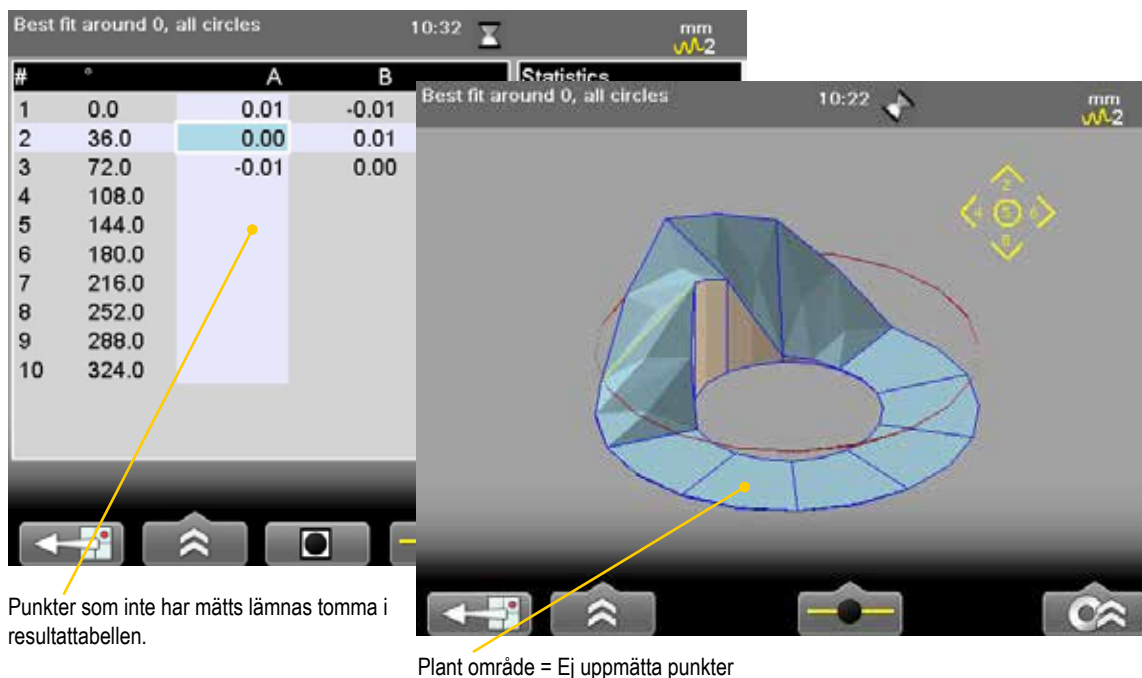 Best fit around 0, all circles 10:32 mm
2
# ° A B Statistics
1 0.0 0.01 -0.01
2 36.0 0.00 0.01
3 72.0 -0.01 0.00
4 108.0
5 144.0
6 180.0
7 216.0
8 252.0
9 288.0
10 324.0
Best fit around 0, all circles 10:22 mm
2
2
4 5 6
8
Punkter som inte har mätts lämnas tomma i
resultattabellen.
Plant område = Ej uppmätta punkter